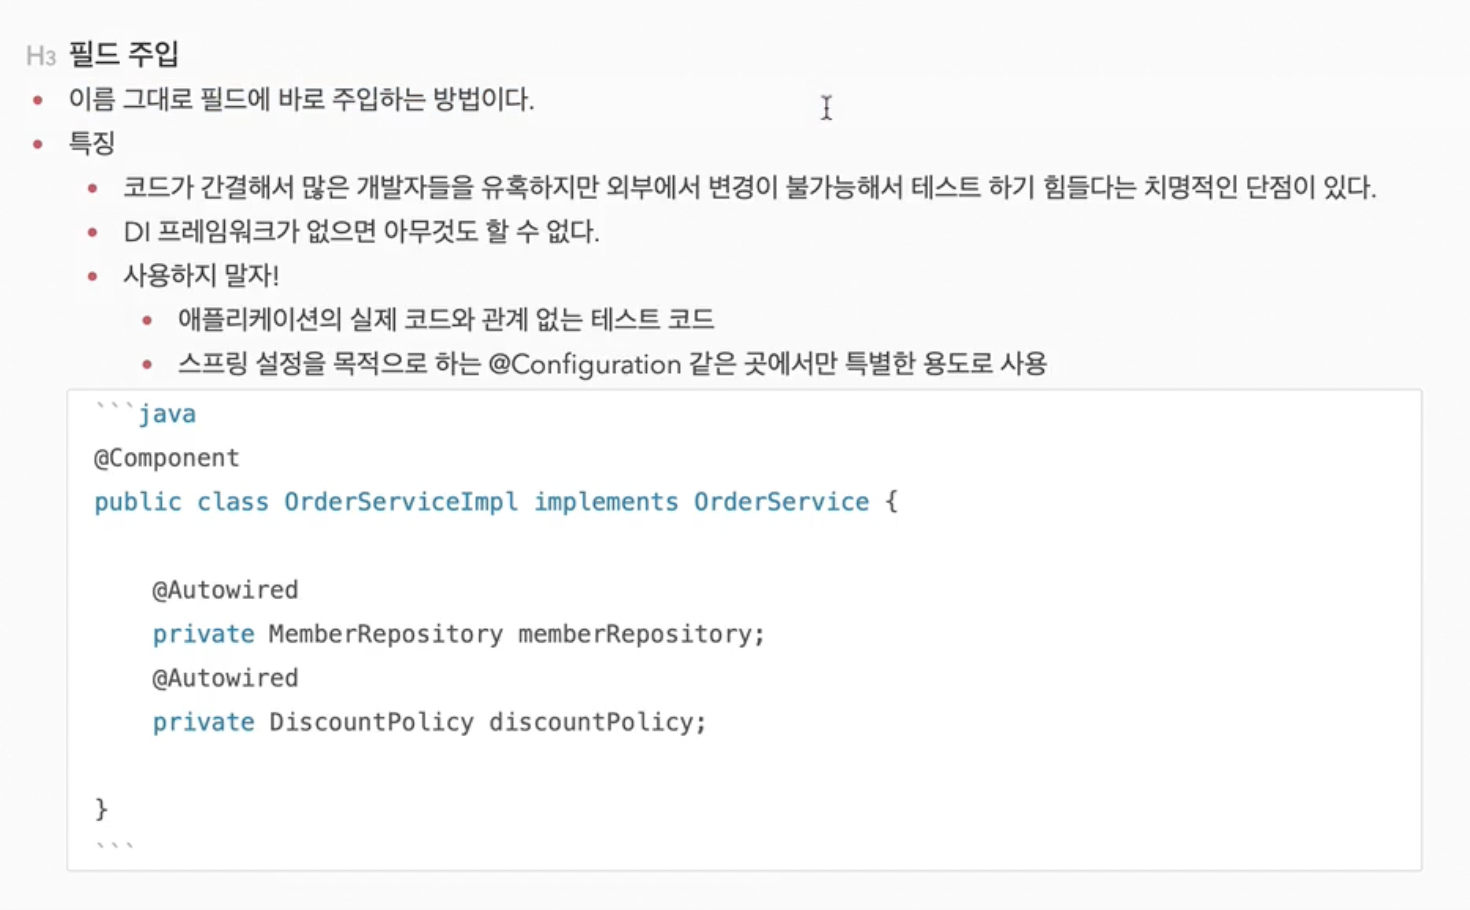 H3 필드 주입
• 이름 그대로 필드에 바로 주입하는 방법이다.
• 특징
• 코드가 간결해서 많은 개발자들을 유혹하지만 외부에서 변경이 불가능해서 테스트 하기 힘들다는 치명적인 단점이 있다.
• DI 프레임워크가 없으면 아무것도 할 수 없다.
• 사용하지 말자!
• 애플리케이션의 실제 코드와 관계 없는 테스트 코드
• 스프링 설정을 목적으로 하는 @Configuration 같은 곳에서만 특별한 용도로 사용
```java
@Component
public class OrderServiceImpl implements OrderService {
@Autowired
private MemberRepository memberRepository;
@Autowired
private DiscountPolicy discountPolicy;
}
```